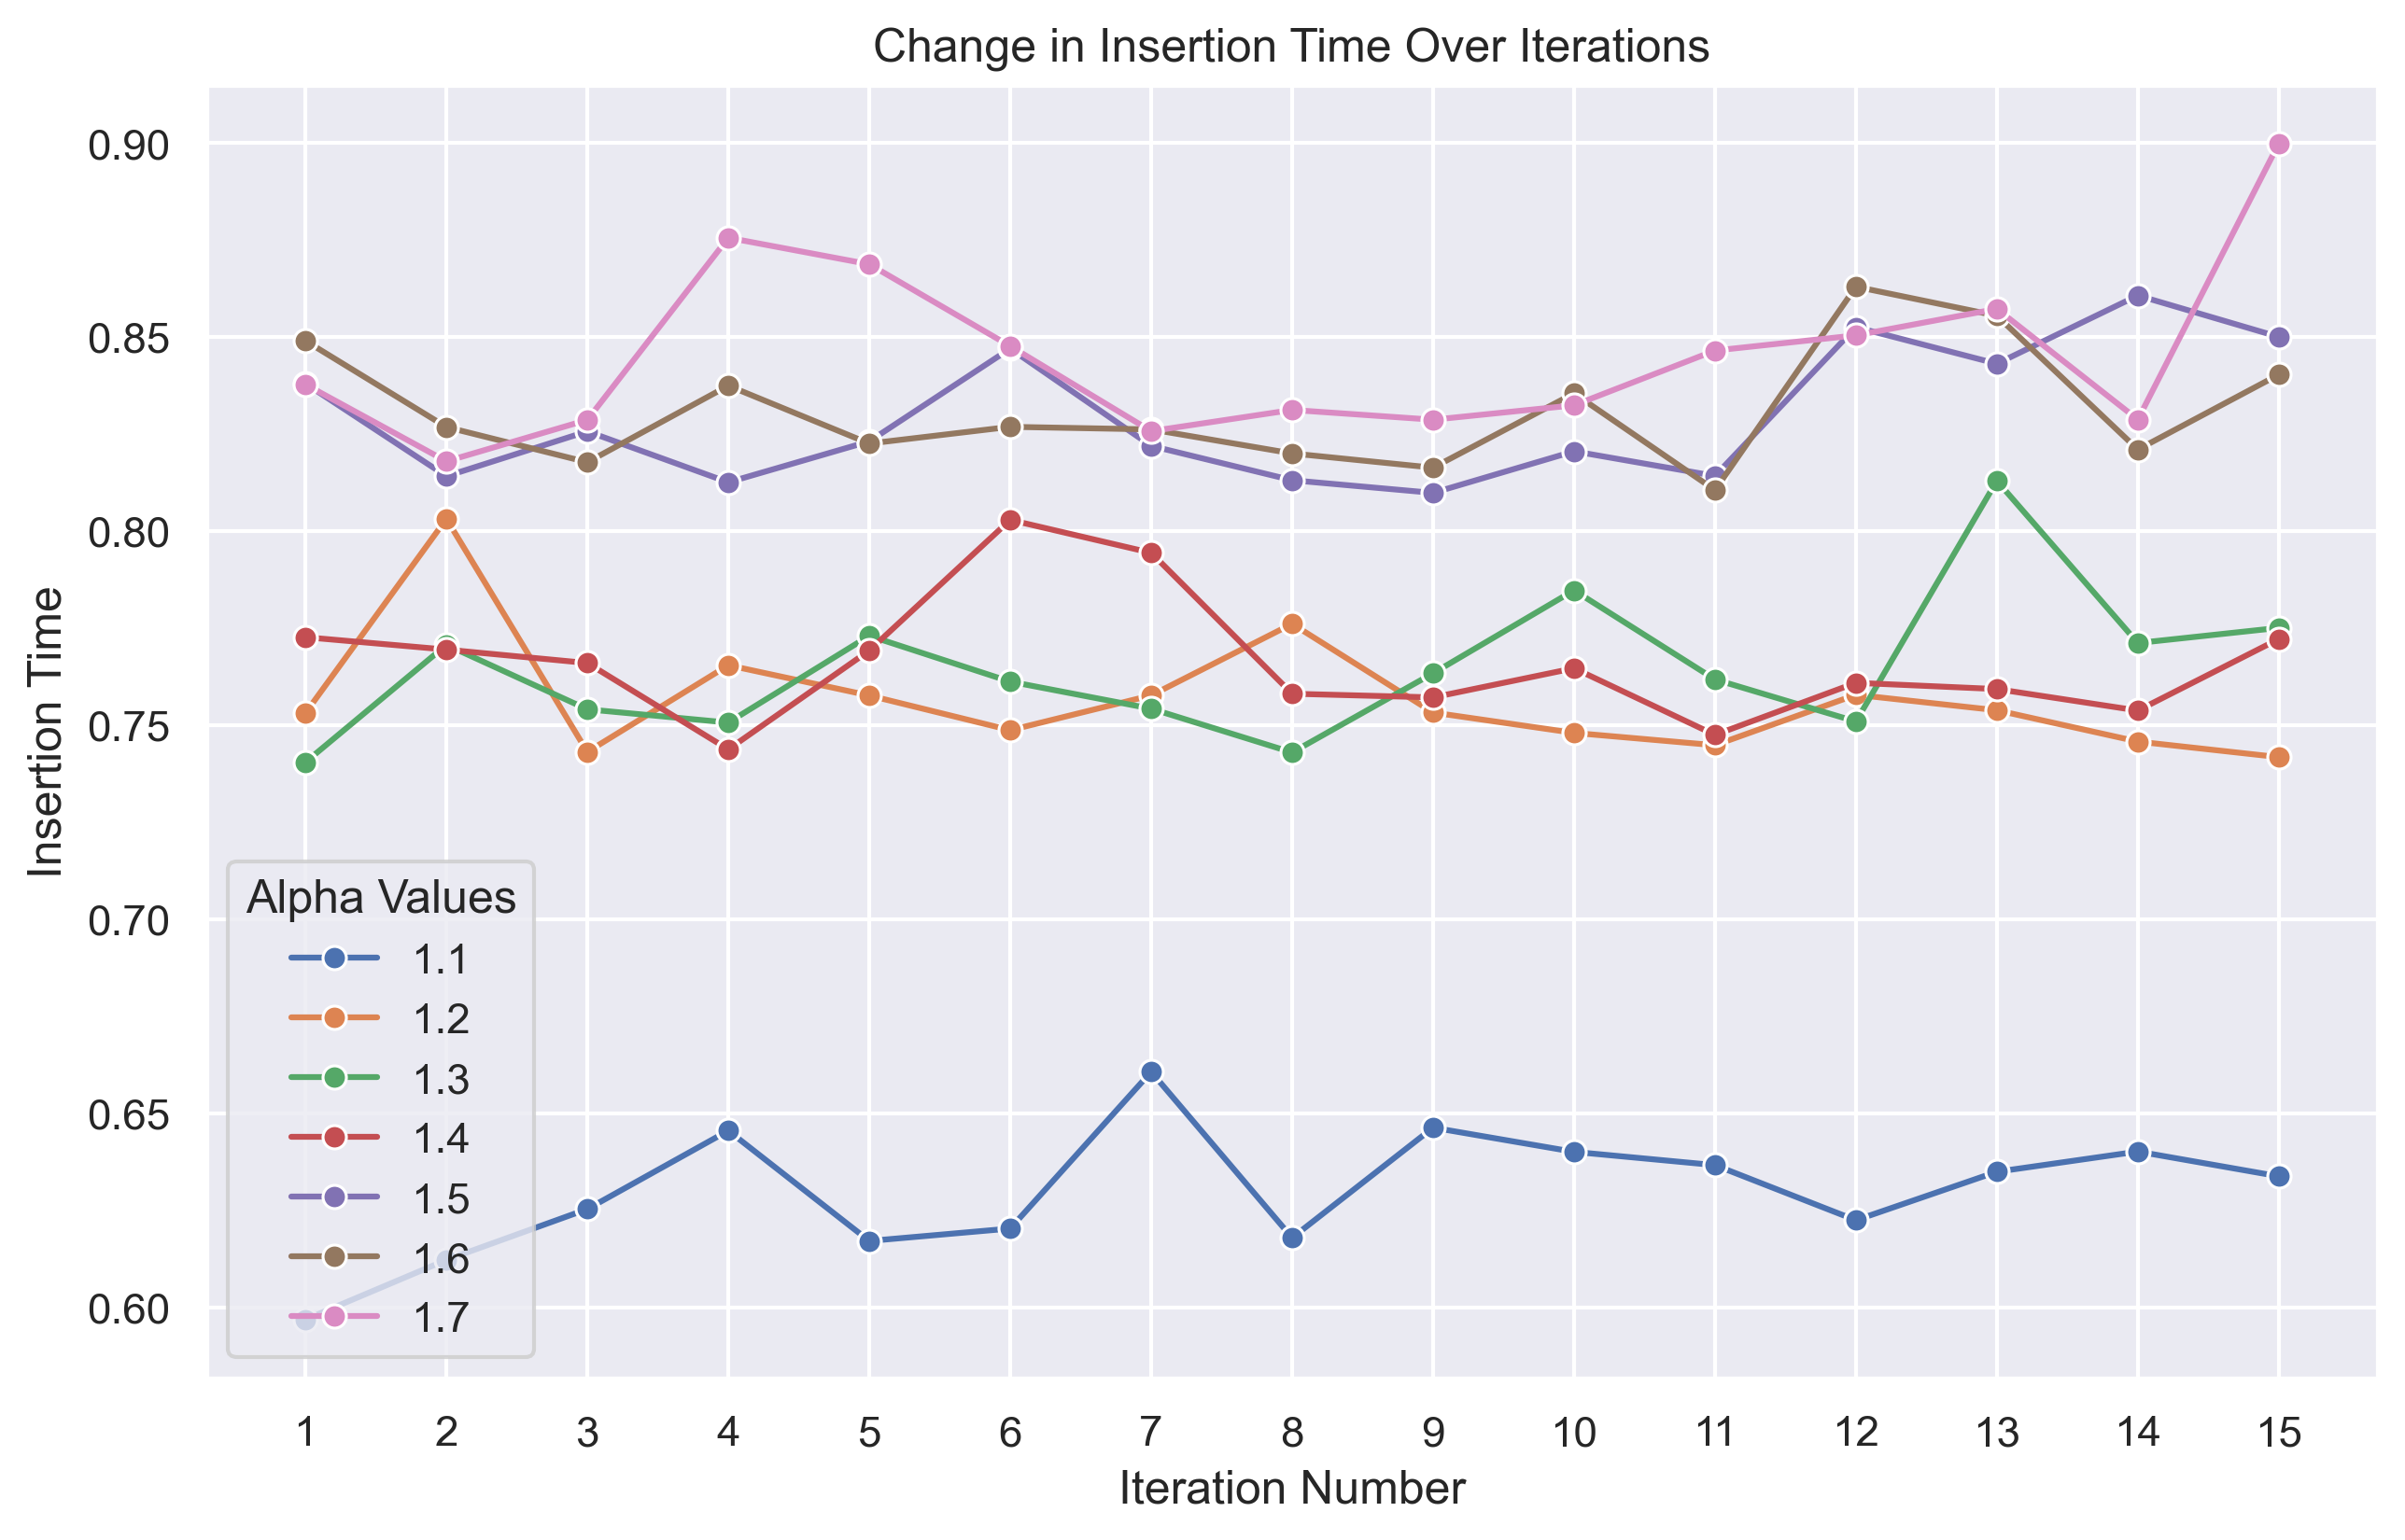 Change in Insertion Time Over Iterations
0.90
0.85
0.80
0.75
0.70
0.65
0.60
Insertion Time
Alpha Values
1.1
1.2
1.3
1.4
1.5
1.6
1.7
1 2 3 4 5 6 7 8 9 10 11 12 13 14 15
Iteration Number